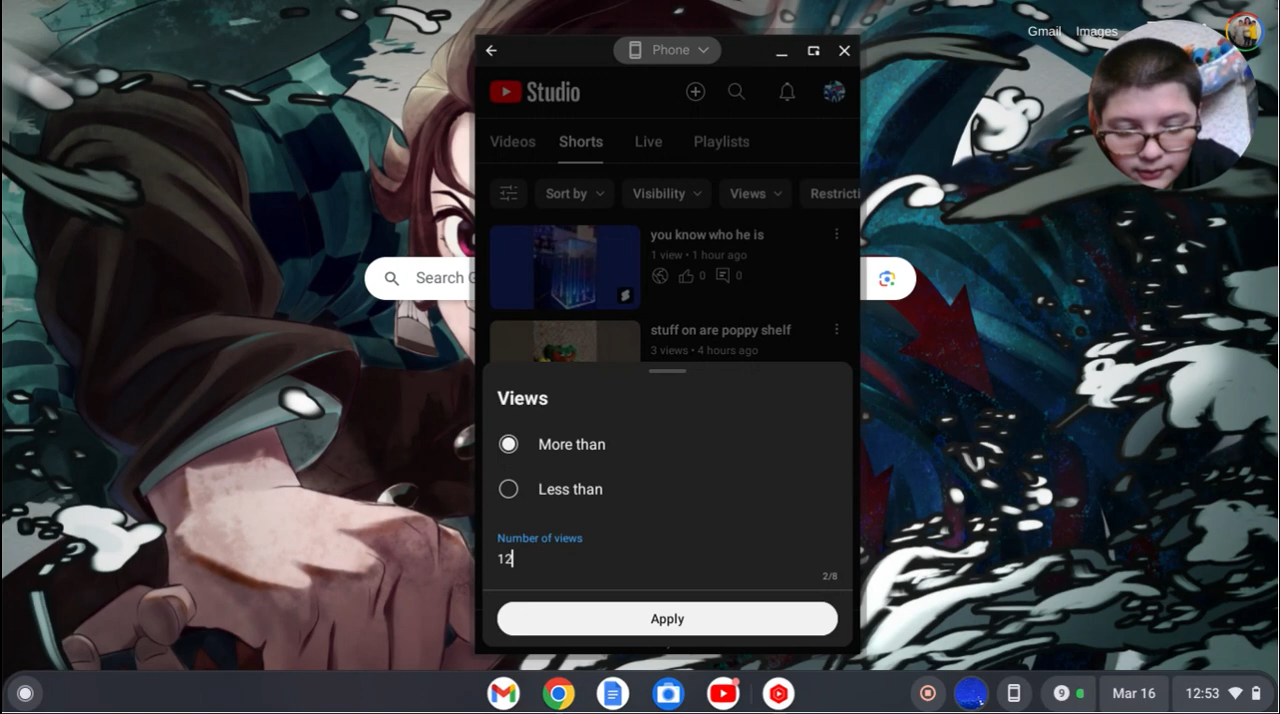 Gmail Images
Phone
Studio
Videos Shorts Live Playlists
Sort by Visibility Views Restricti
you know who he is
1 view • 1 hour ago
0 0
Search G
stuff on are poppy shelf
3 views • 4 hours ago
Views
More than
Less than
Number of views
12
2/8
Apply
9 Mar 16 12:53